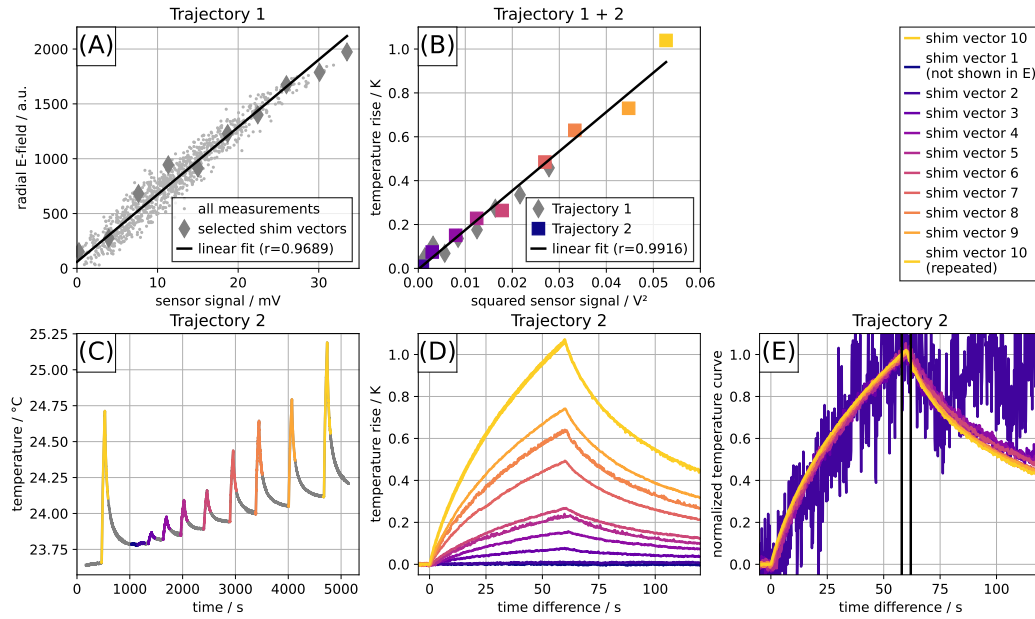 Trajectory 1
(A)
radial E-field / a.u.
2000
1500
1000
500
0
0
10
20
30
sensor signal / mV
all measurements
selected shim vectors
linear fit (r=0.9689)
Trajectory 1 + 2
(B)
temperature rise / K
1.0
0.8
0.6
0.4
0.2
0.0
0.00
0.01
0.02
0.03
0.04
0.05
0.06
squared sensor signal / V²
Trajectory 1
Trajectory 2
linear fit (r=0.9916)
shim vector 10
shim vector 1
(not shown in E)
shim vector 2
shim vector 3
shim vector 4
shim vector 5
shim vector 6
shim vector 7
shim vector 8
shim vector 9
shim vector 10
(repeated)
Trajectory 2
(C)
temperature / °C
25.25
25.00
24.75
24.50
24.25
24.00
23.75
0
1000
2000
3000
4000
5000
time / s
Trajectory 2
(D)
temperature rise / K
1.0
0.8
0.6
0.4
0.2
0.0
0
25
50
75
100
time difference / s
Trajectory 2
(E)
normalized temperature curve
1.0
0.8
0.6
0.4
0.2
0.0
0
25
50
75
100
time difference / s